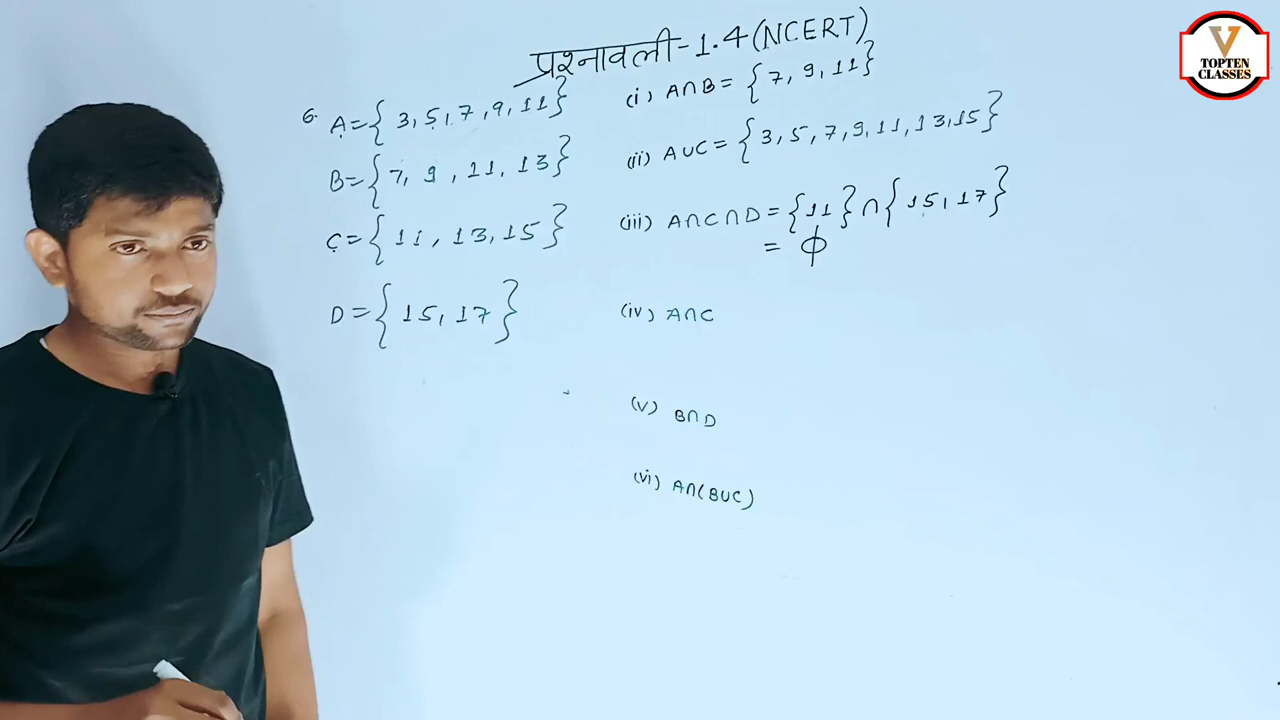 प्रश्नावली-1.4(NCERT)
6. A={3,5,7,9,11}
B={7,9,11,13}
C={11,13,15}
D={15,17}
(i) A∩B={7,9,11}
(ii) A∪C={3,5,7,9,11,13,15}
(iii) A∩C∩D={11}∩{15,17}
=ϕ
(iv) A∩C
(v) B∩D
(vi) A∩(B∪C)
V
TOPTEN
CLASSES